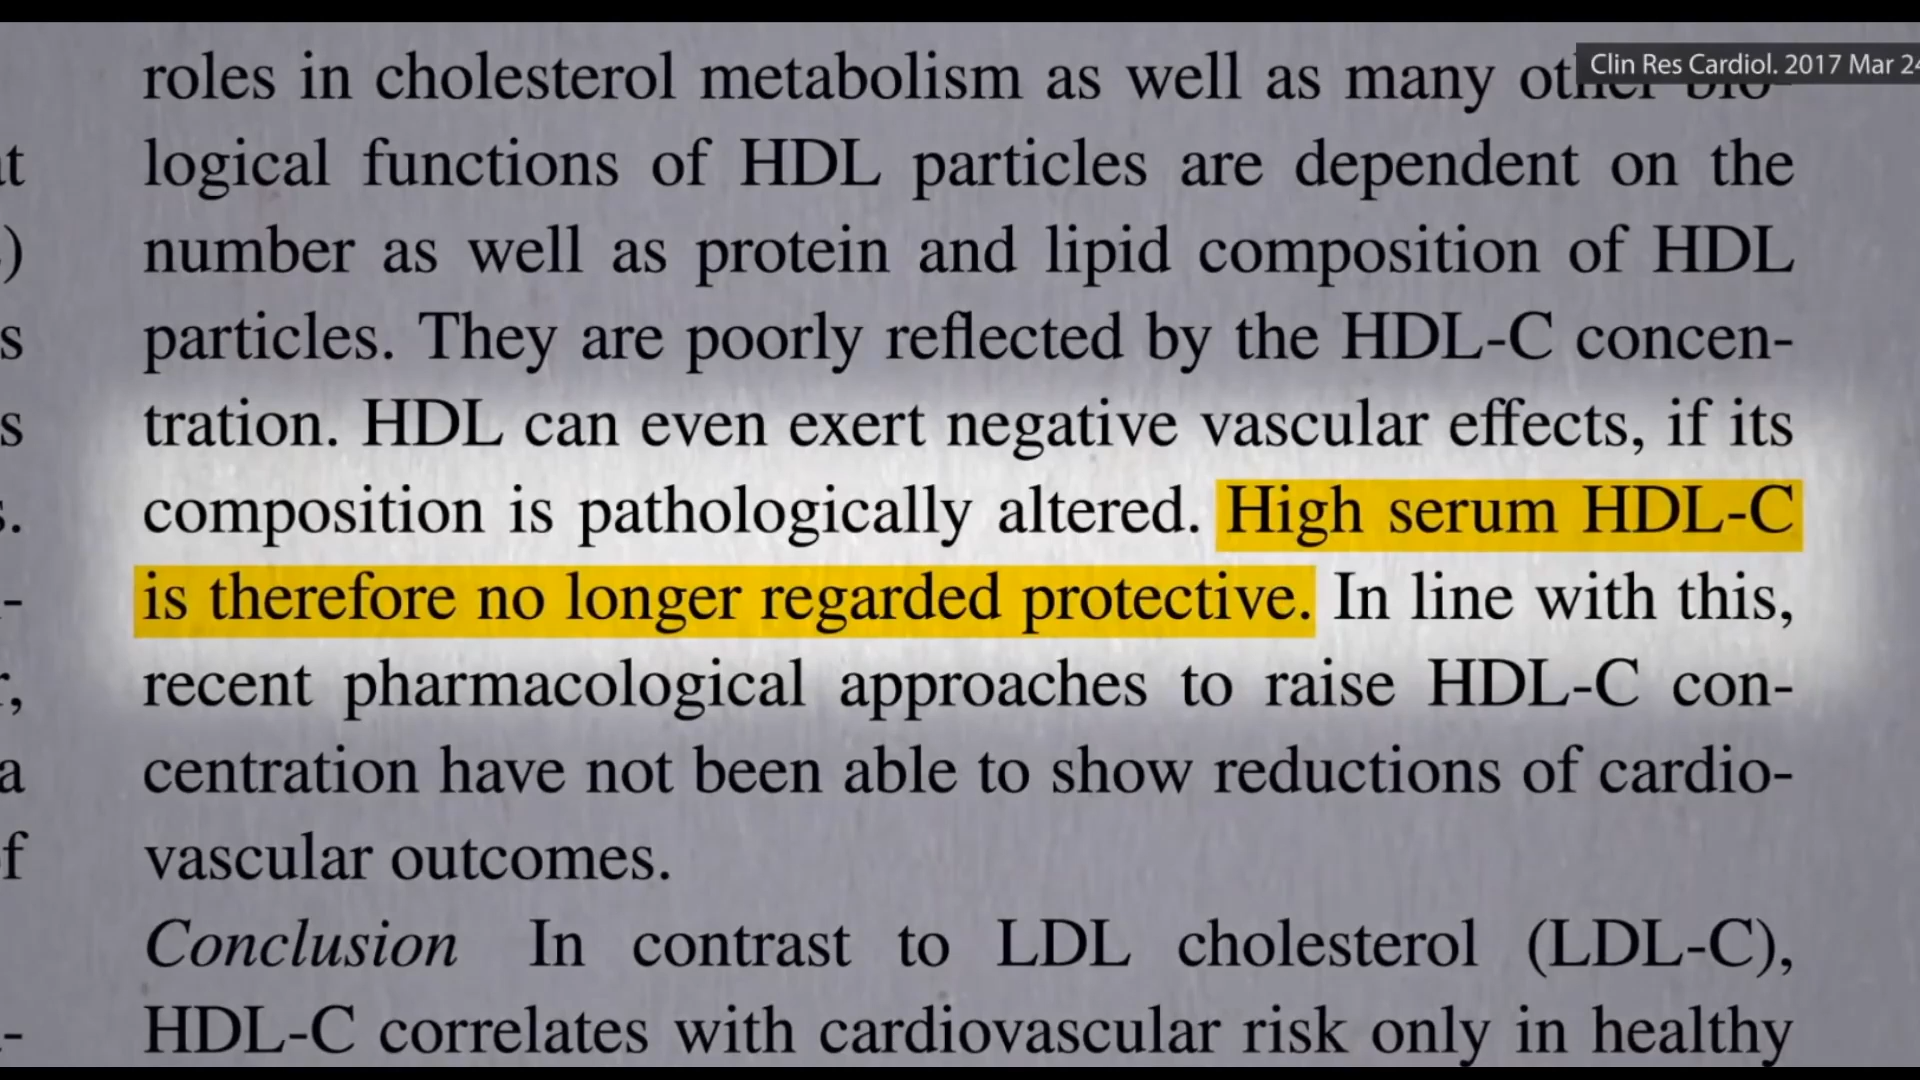 Clin Res Cardiol. 2017 Mar 24
roles in cholesterol metabolism as well as many other bio-
logical functions of HDL particles are dependent on the
number as well as protein and lipid composition of HDL
particles. They are poorly reflected by the HDL-C concen-
tration. HDL can even exert negative vascular effects, if its
composition is pathologically altered. High serum HDL-C
is therefore no longer regarded protective. In line with this,
recent pharmacological approaches to raise HDL-C con-
centration have not been able to show reductions of cardio-
vascular outcomes.
Conclusion In contrast to LDL cholesterol (LDL-C),
HDL-C correlates with cardiovascular risk only in healthy